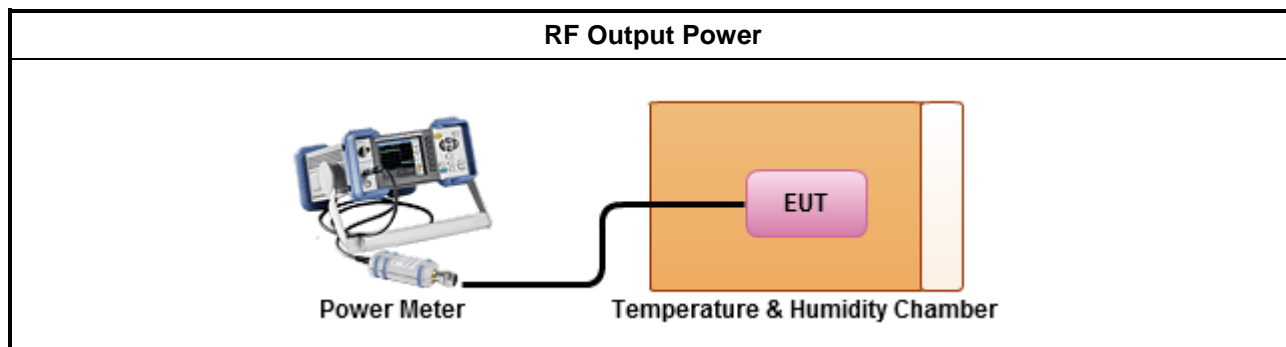 RF Output Power
EUT
Power Meter
Temperature & Humidity Chamber